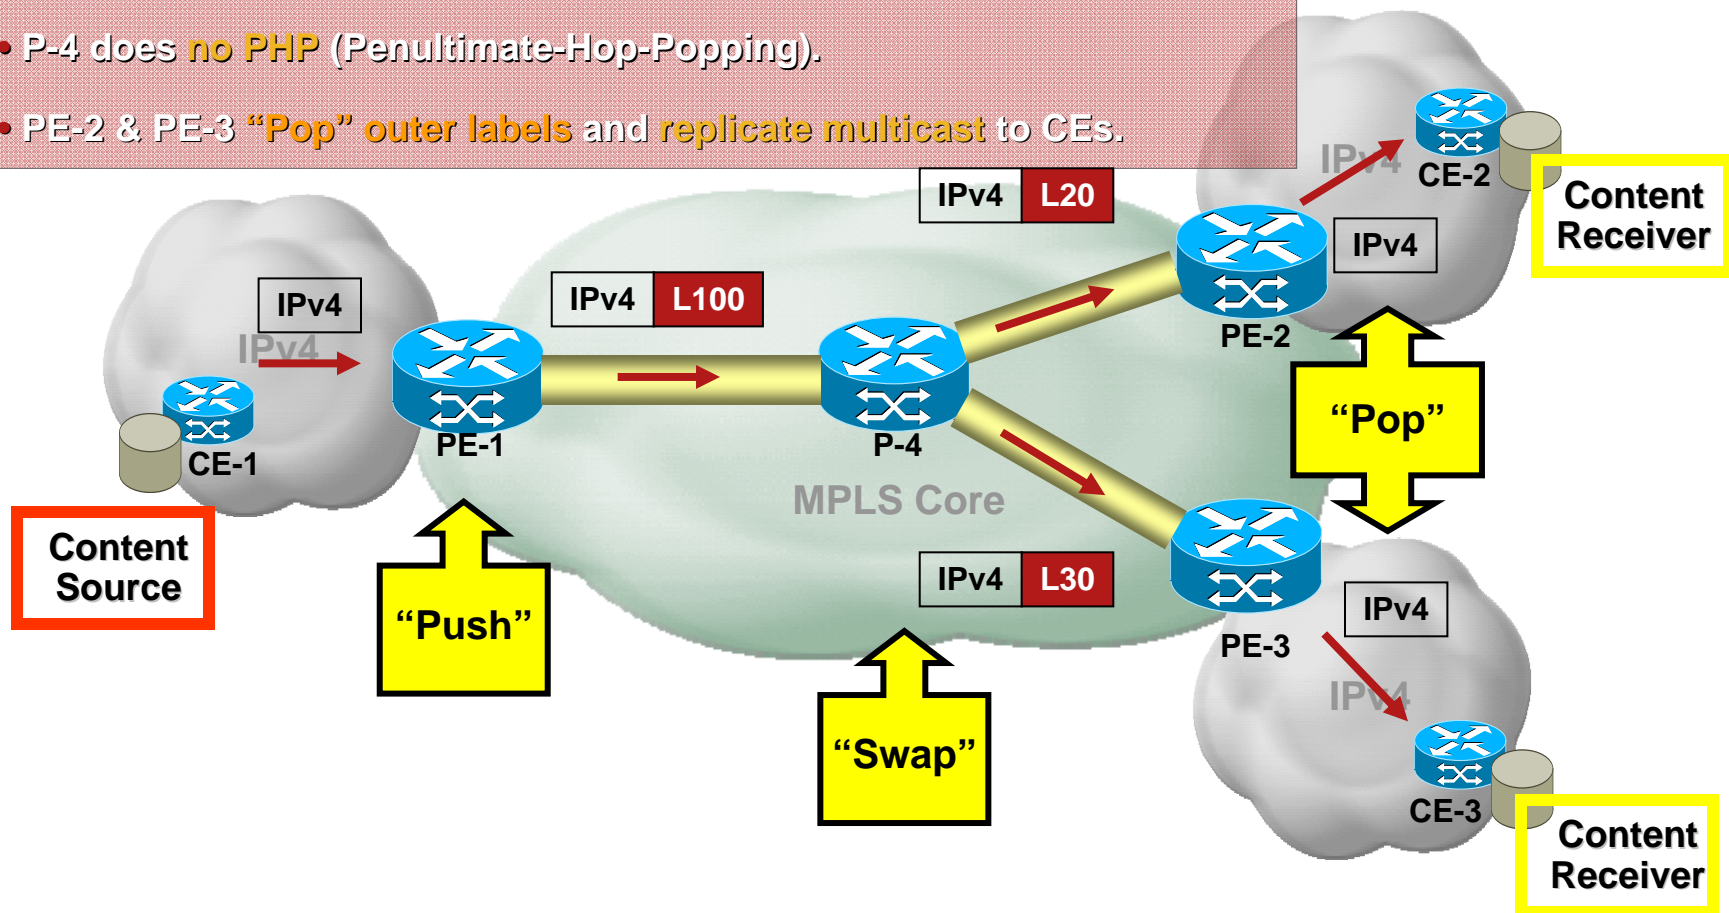 • P-4 does no PHP (Penultimate-Hop-Popping).
• PE-2 & PE-3 “Pop” outer labels and replicate multicast to CEs.
IPv4
CE-2
Content
Receiver
IPv4 L20
IPv4
PE-2
IPv4
IPv4
CE-1
Content
Source
PE-1
IPv4 L100
P-4
MPLS Core
“Pop”
“Push”
“Swap”
IPv4 L30
PE-3
IPv4
IPv4
CE-3
Content
Receiver